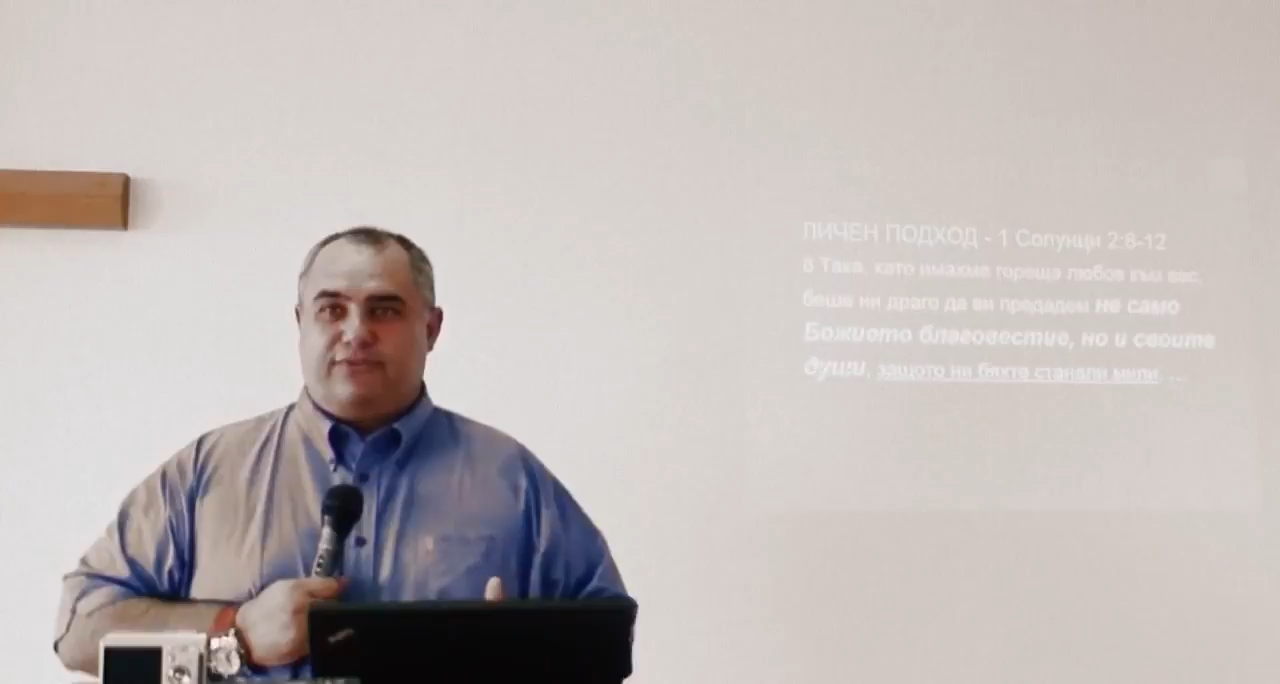 ЛИЧЕН ПОДХОД - 1 Солунци 2:8-12
8 Така, като имахме гореща любов към вас,
беше ни драго да ви предадем не само
Божието благовестие, но и своите
души, защото ни бяхте станали мили. ...